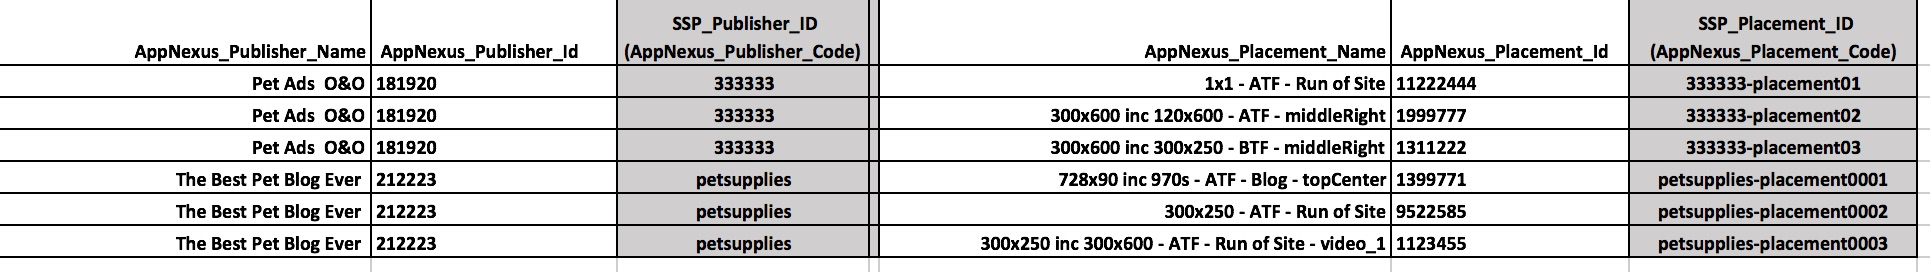 AppNexus_Publisher_Name AppNexus_Publisher_Id SSP_Publisher_ID (AppNexus_Publisher_Code) AppNexus_Placement_Name AppNexus_Placement_Id SSP_Placement_ID (AppNexus_Placement_Code)
Pet Ads O&O 181920 333333 1x1 - ATF - Run of Site 11222444 333333-placement01
Pet Ads O&O 181920 333333 300x600 inc 120x600 - ATF - middleRight 1999777 333333-placement02
Pet Ads O&O 181920 333333 300x600 inc 300x250 - BTF - middleRight 1311222 333333-placement03
The Best Pet Blog Ever 212223 petsupplies 728x90 inc 970s - ATF - Blog - topCenter 1399771 petsupplies-placement0001
The Best Pet Blog Ever 212223 petsupplies 300x250 - ATF - Run of Site 9522585 petsupplies-placement0002
The Best Pet Blog Ever 212223 petsupplies 300x250 inc 300x600 - ATF - Run of Site - video_1 1123455 petsupplies-placement0003